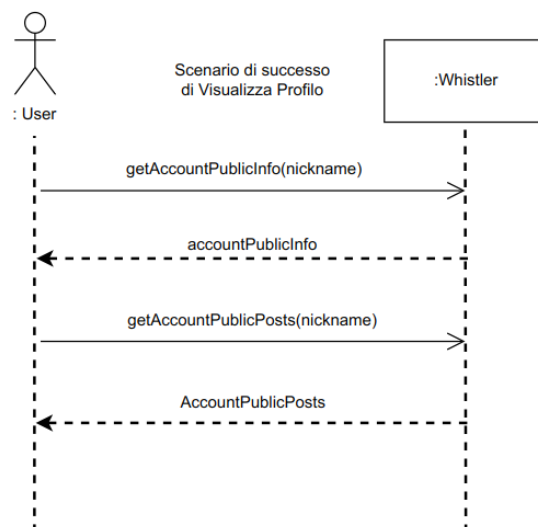 Scenario di successo
di Visualizza Profilo
:Whistler
: User
getAccountPublicInfo(nickname)
accountPublicInfo
getAccountPublicPosts(nickname)
AccountPublicPosts